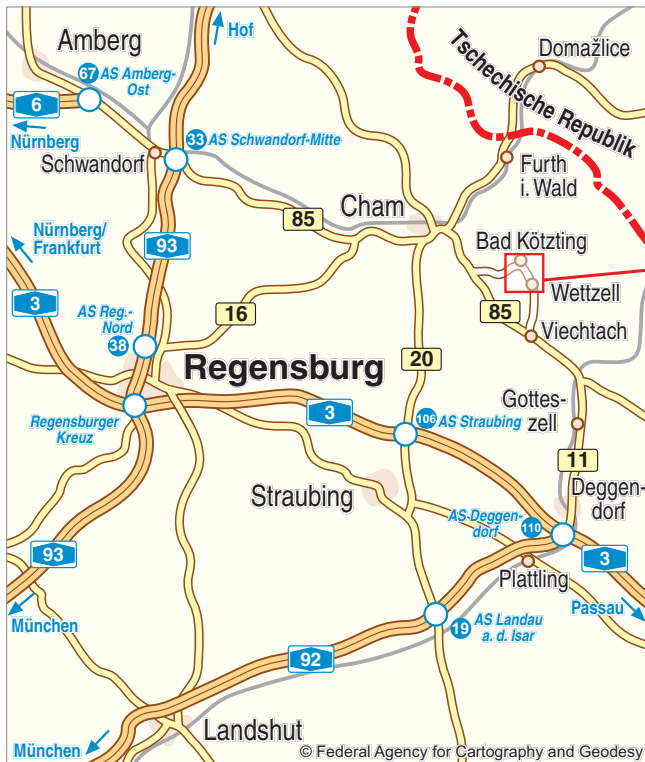 Hof
Amberg
Domažlice
67 AS Amberg-
Ost
Tschechische Republik
6
Nürnberg
33 AS Schwandorf-Mitte
Schwandorf
Furth
i. Wald
Cham
85
Nürnberg/
Frankfurt
93
Bad Kötzting
3
Wettzell
AS Reg.-
Nord
38
16
85
Viechtach
20
Regensburg
Gottes-
zell
3
106 AS Straubing
Regensburger
Kreuz
11
Straubing
Deggen-
dorf
AS Deggen-
dorf
110
93
3
Plattling
Passau
München
AS Landau
a. d. Isar
19
92
Landshut
München
© Federal Agency for Cartography and Geodesy